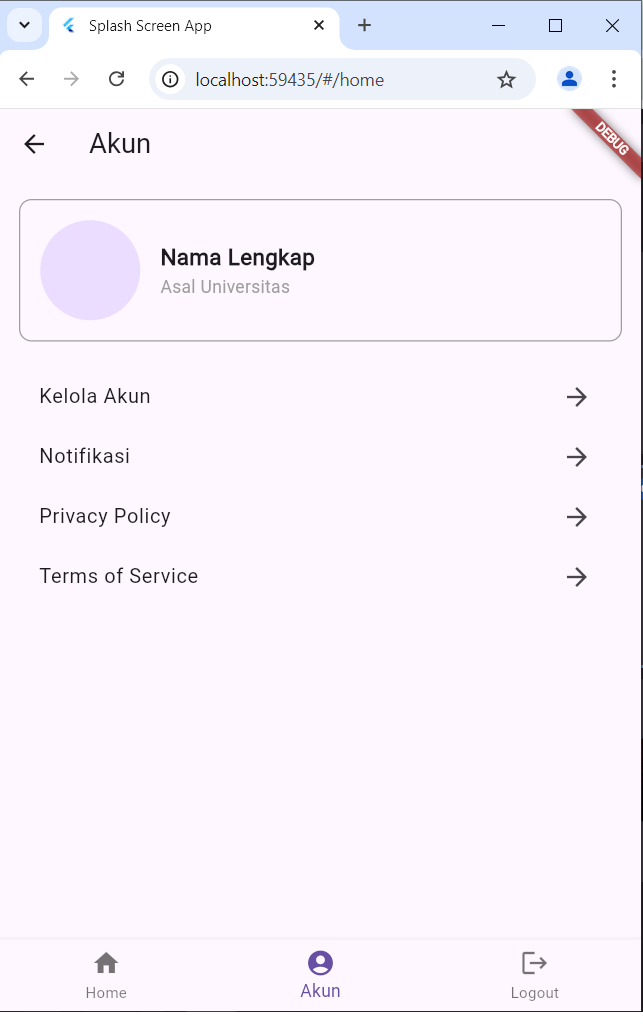 Splash Screen App
localhost:59435/#/home
Akun
DEBUG
Nama Lengkap
Asal Universitas
Kelola Akun
Notifikasi
Privacy Policy
Terms of Service
Home
Akun
Logout